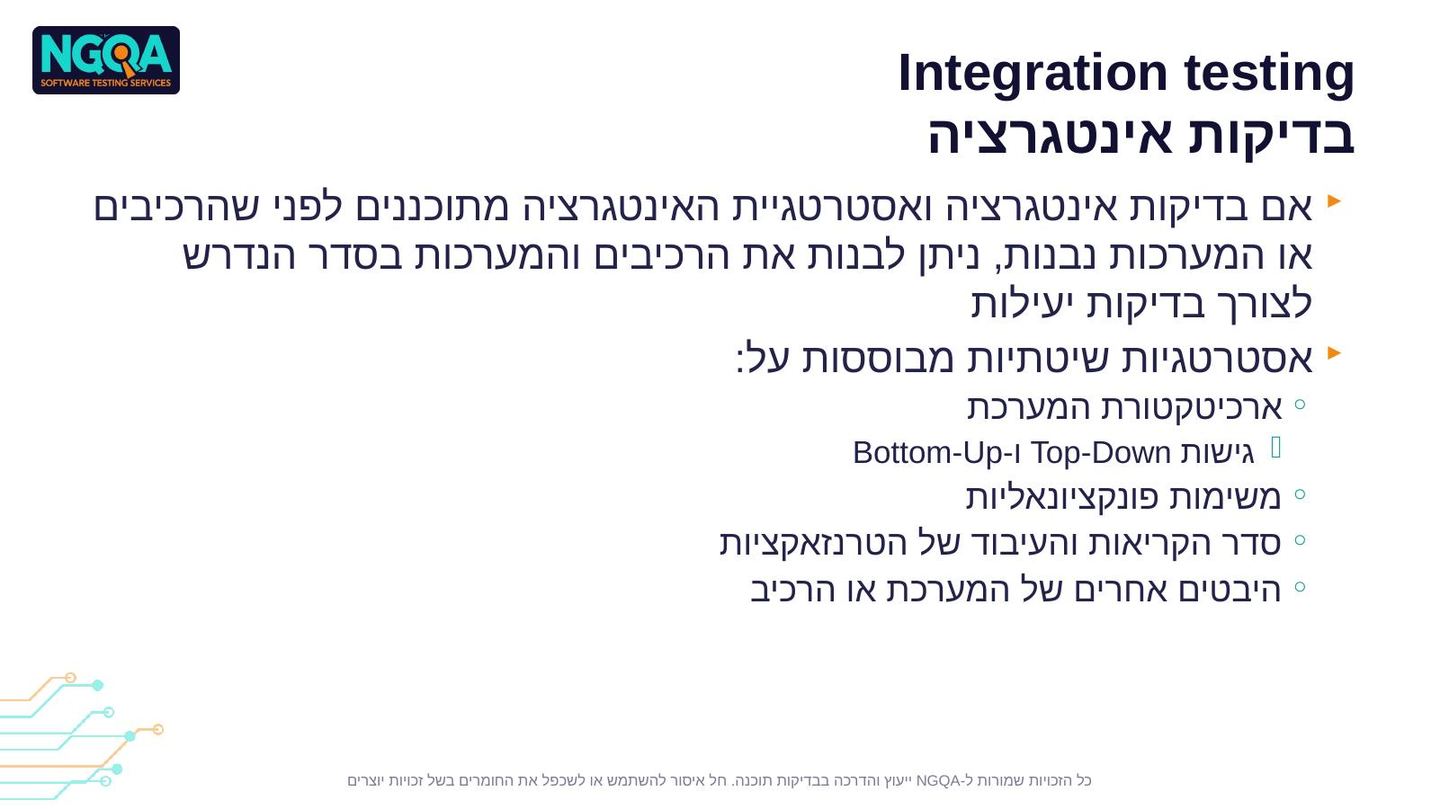 NGQA
SOFTWARE TESTING SERVICES
Integration testing
בדיקות אינטגרציה
אם בדיקות אינטגרציה ואסטרטגיית האינטגרציה מתוכננים לפני שהרכיבים
או המערכות נבנות, ניתן לבנות את הרכיבים והמערכות בסדר הנדרש
לצורך בדיקות יעילות
אסטרטגיות שיטתיות מבוססות על:
ארכיטקטורת המערכת
גישות Top-Down ו-Bottom-Up
משימות פונקציונאליות
סדר הקריאות והעיבוד של הטרנזאקציות
היבטים אחרים של המערכת או הרכיב
כל הזכויות שמורות ל-NGQA ייעוץ והדרכה בבדיקות תוכנה. חל איסור להשתמש או לשכפל את החומרים בשל זכויות יוצרים